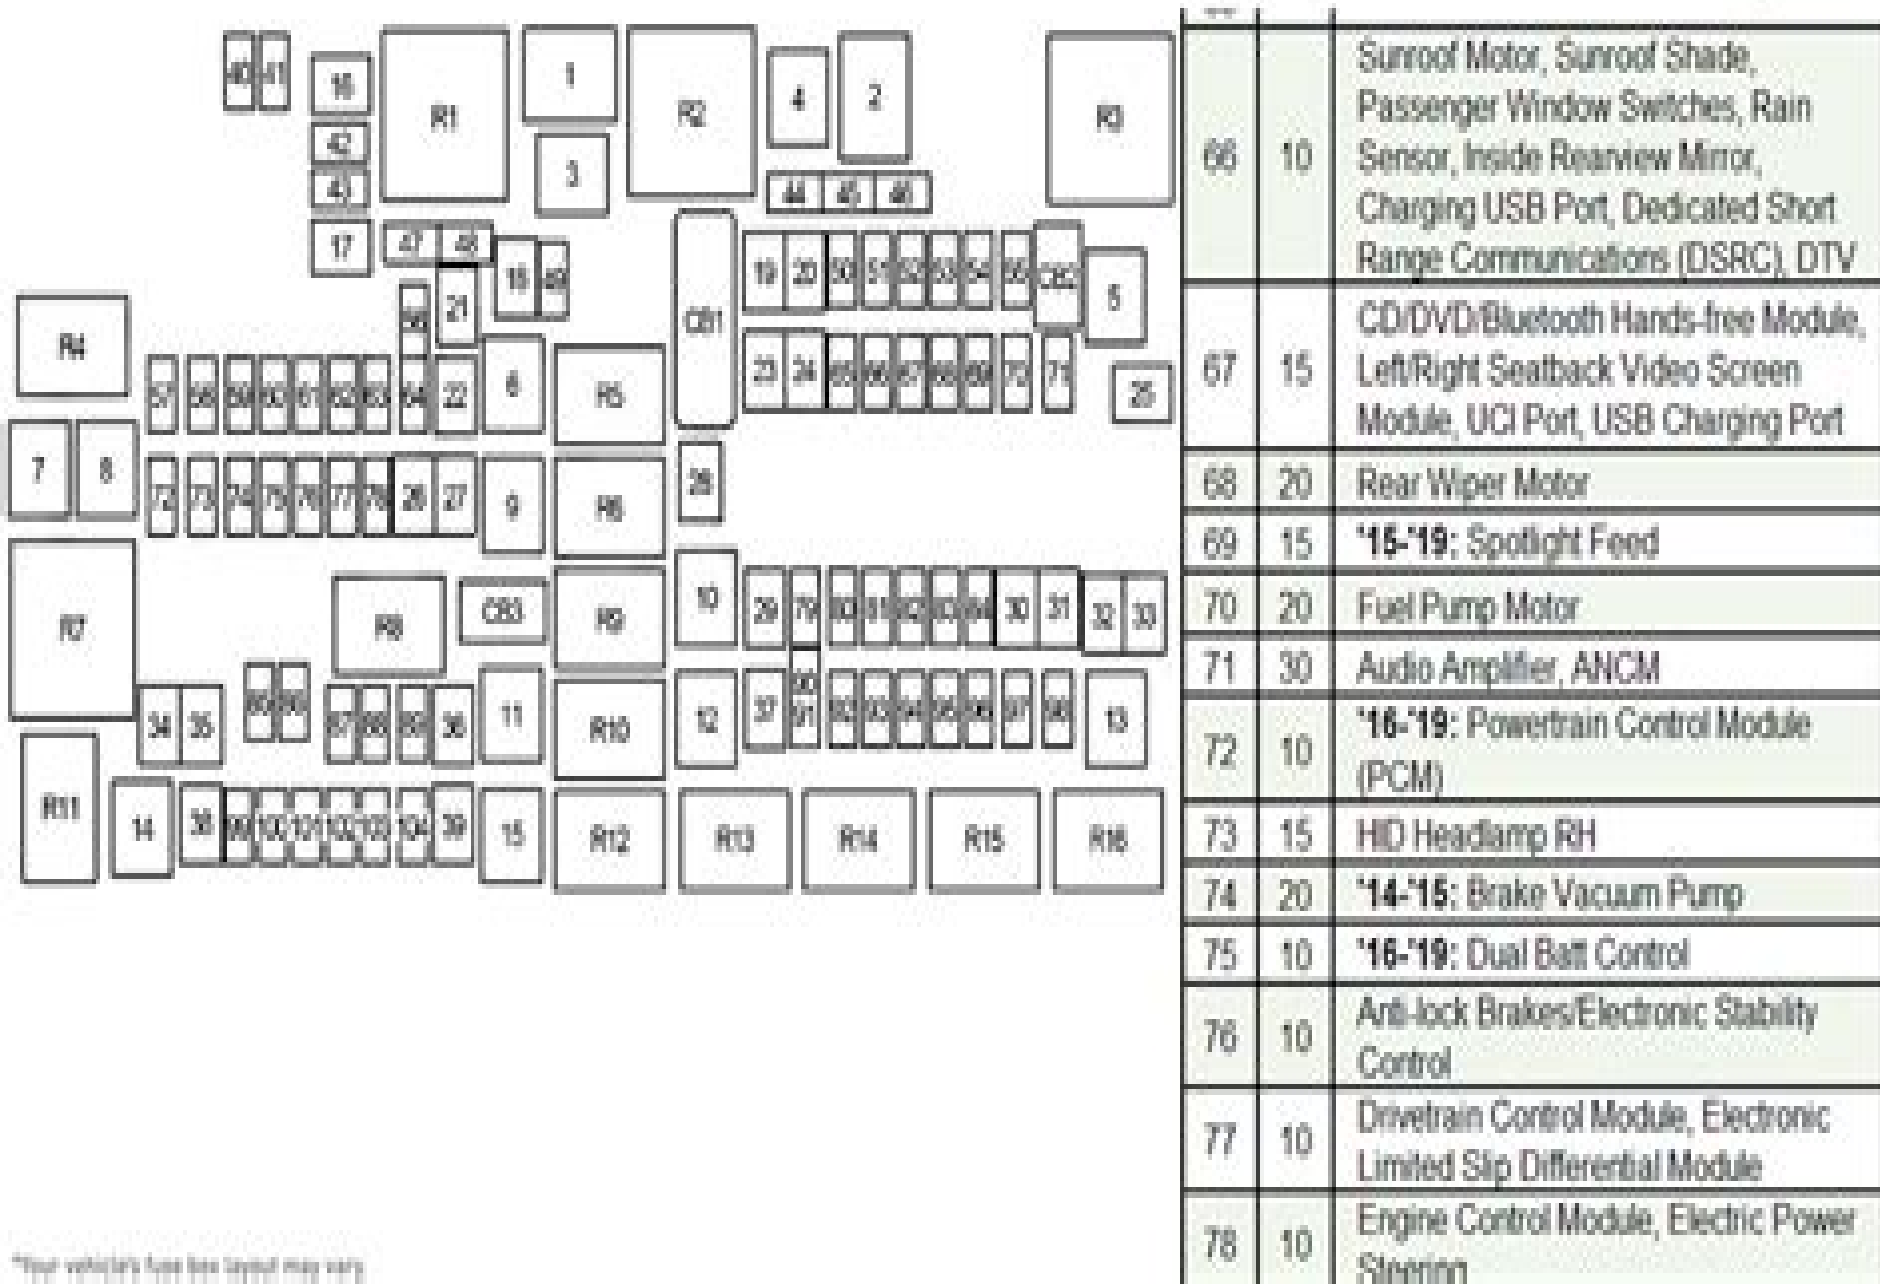 40 41 16 R1 1 R2 4 2 R3
42
43 3
44 45 46
17 47 48 18 49
CB1 19 20 50 51 52 53 54 55 CB2 5
R4 56 21
57 58 59 60 61 62 63 64 22 6 R5 23 24 65 66 67 68 69 70 71 25
7 8 72 73 74 75 76 77 78 26 27 9 R6 28
R7 R8 CB3 R9 10 29 79 80 81 82 83 84 30 31 32 33
34 35 85 86 87 88 89 36 11 R10 12 37 90 91 92 93 94 95 96 97 98 13
R11 14 38 99 100 101 102 103 104 39 15 R12 R13 R14 R15 R16
*Your vehicle's fuse box layout may vary.
66 10 Sunroof Motor, Sunroof Shade,
Passenger Window Switches, Rain
Sensor, Inside Rearview Mirror,
Charging USB Port, Dedicated Short
Range Communications (DSRC), DTV
67 15 CD/DVD/Bluetooth Hands-free Module,
Left/Right Seatback Video Screen
Module, UCI Port, USB Charging Port
68 20 Rear Wiper Motor
69 15 '15-'19: Spotlight Feed
70 20 Fuel Pump Motor
71 30 Audio Amplifier, ANCM
72 10 '16-'19: Powertrain Control Module
(PCM)
73 15 HID Headlamp RH
74 20 '14-'15: Brake Vacuum Pump
75 10 '16-'19: Dual Batt Control
76 10 Anti-lock Brakes/Electronic Stability
Control
77 10 Drivetrain Control Module, Electronic
Limited Slip Differential Module
78 10 Engine Control Module, Electric Power
Steering